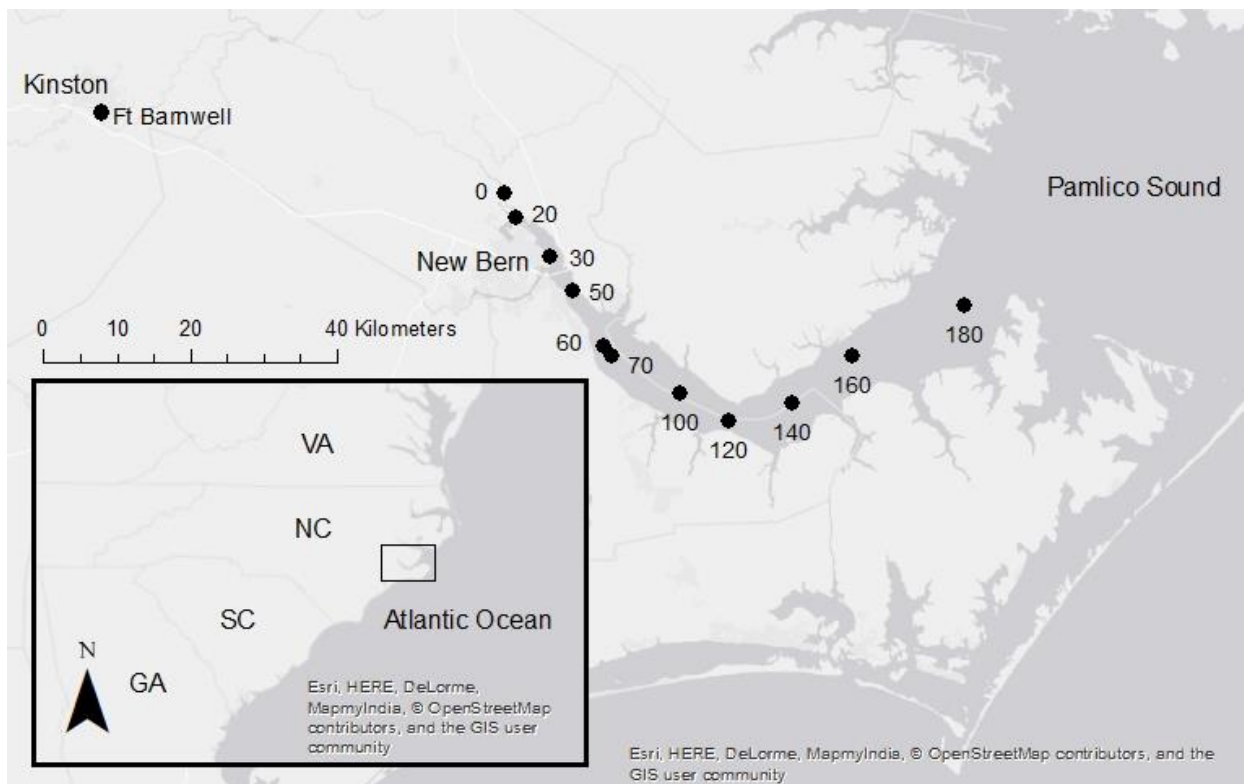 Kinston
Ft Barnwell
0
20
Pamlico Sound
New Bern
30
50
180
0 10 20 40 Kilometers
60
70
160
100
140
120
VA
NC
SC
Atlantic Ocean
N
GA
Esri, HERE, DeLorme,
MapmyIndia, © OpenStreetMap
contributors, and the GIS user
community
Esri, HERE, DeLorme, MapmyIndia, © OpenStreetMap contributors, and the
GIS user community